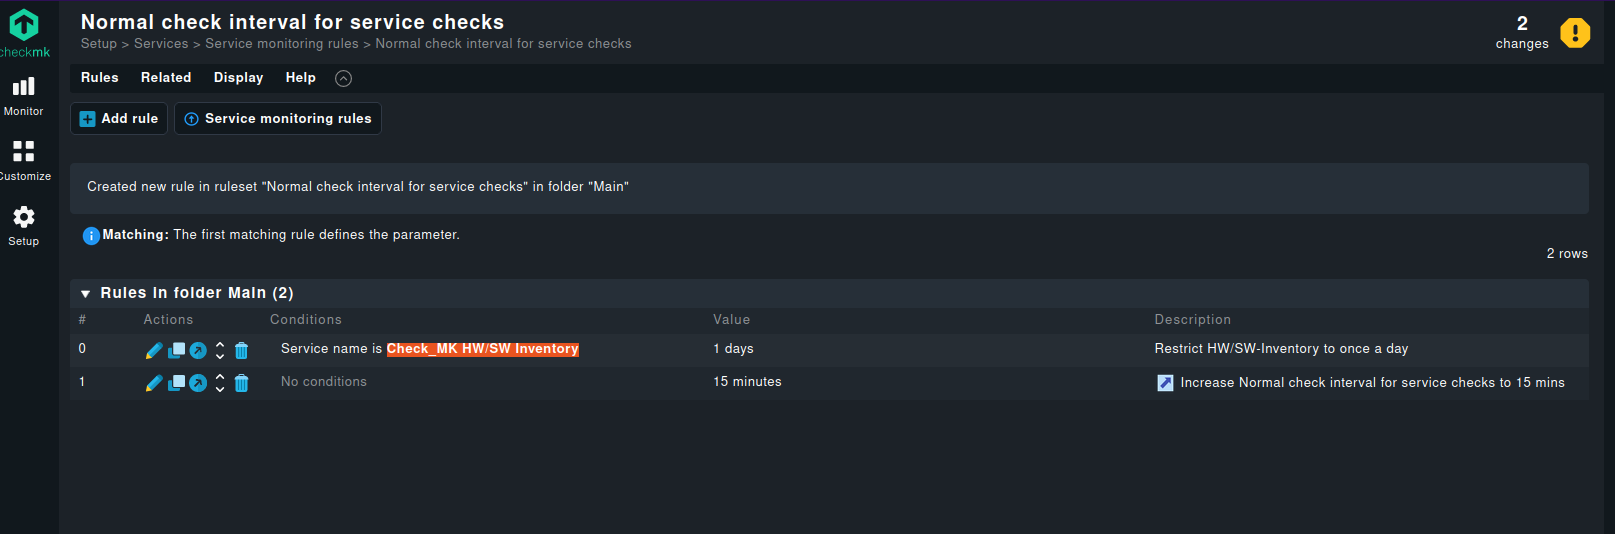 Normal check interval for service checks
Setup > Services > Service monitoring rules > Normal check interval for service checks
2
changes
checkmk
Monitor
Customize
Setup
Rules Related Display Help
Add rule Service monitoring rules
Created new rule in ruleset "Normal check interval for service checks" in folder "Main"
Matching: The first matching rule defines the parameter.
2 rows
Rules in folder Main (2)
# Actions Conditions Value Description
0 Service name is Check_MK HW/SW Inventory 1 days Restrict HW/SW-Inventory to once a day
1 No conditions 15 minutes Increase Normal check interval for service checks to 15 mins